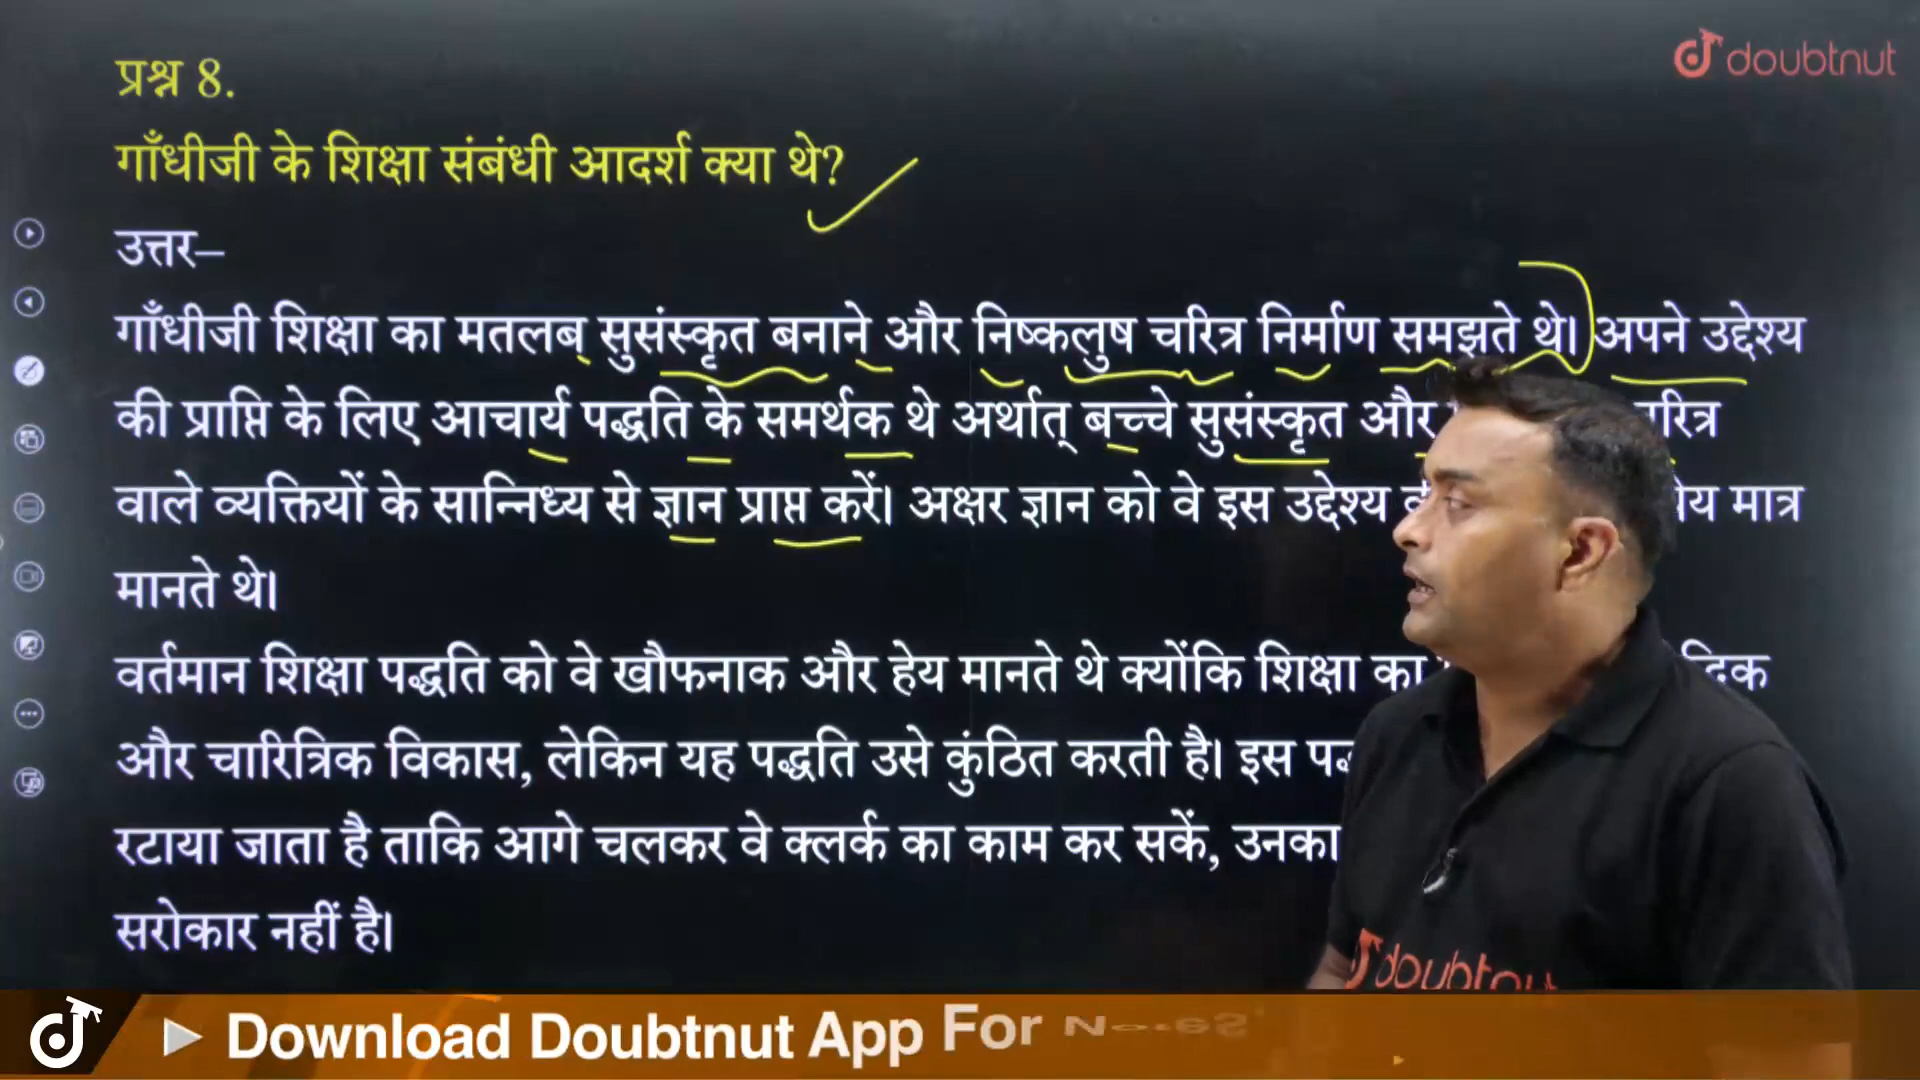 प्रश्न 8.
doubtnut
गाँधीजी के शिक्षा संबंधी आदर्श क्या थे?
उत्तर–
गाँधीजी शिक्षा का मतलब सुसंस्कृत बनाने और निष्कलुष चरित्र निर्माण समझते थे। अपने उद्देश्य
की प्राप्ति के लिए आचार्य पद्धति के समर्थक थे अर्थात् बच्चे सुसंस्कृत और
वाले व्यक्तियों के सान्निध्य से ज्ञान प्राप्त करें। अक्षर ज्ञान को वे इस उद्देश्य मात्र
मानते थे।
वर्तमान शिक्षा पद्धति को वे खौफनाक और हेय मानते थे क्योंकि शिक्षा का
और चारित्रिक विकास, लेकिन यह पद्धति उसे कुंठित करती है। इस
रटाया जाता है ताकि आगे चलकर वे क्लर्क का काम कर सकें, उनका
सरोकार नहीं है।
doubtnut
Download Doubtnut App For